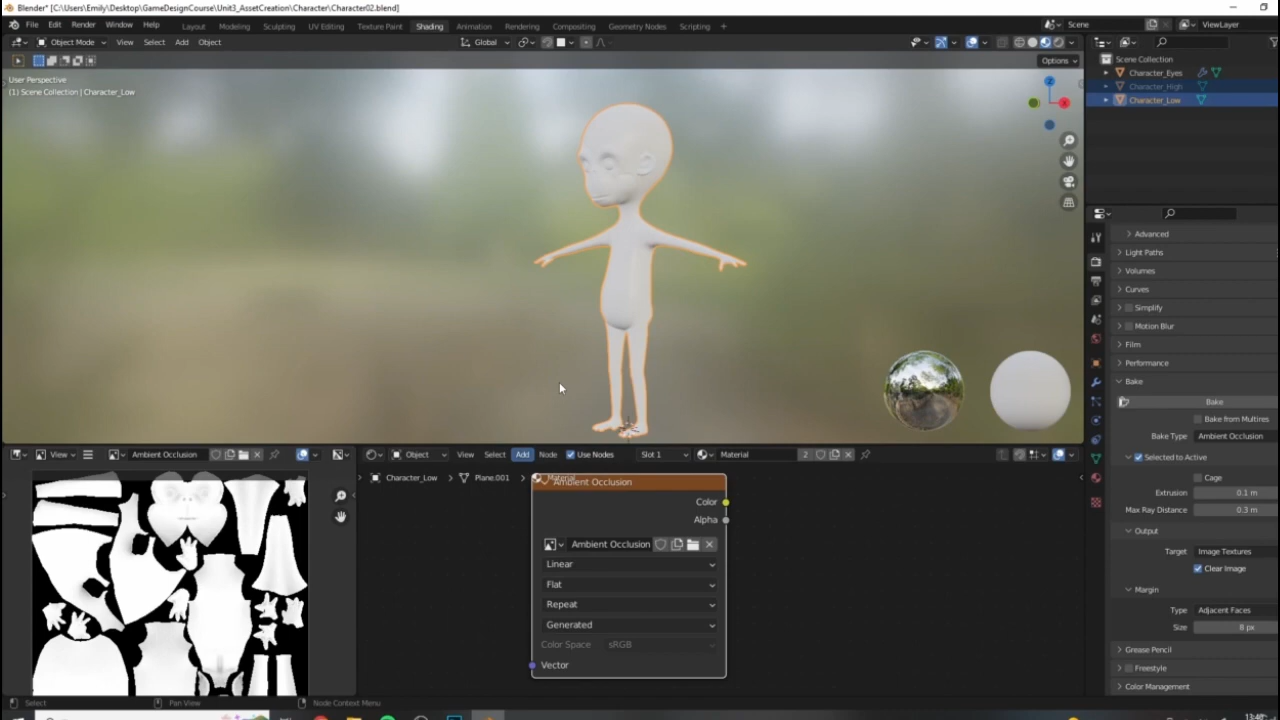 Blender* [C:\Users\Emily\Desktop\GameDesignCourse\Unit3_AssetCreation\Character\Character02.blend]
File Edit Render Window Help Layout Modeling Sculpting UV Editing Texture Paint Shading Animation Rendering Compositing Geometry Nodes Scripting + Scene ViewLayer
Object Mode View Select Add Object Global
Options
User Perspective
(1) Scene Collection | Character_Low
Z
X
Scene Collection
Character_Eyes
Character_High
Character_Low
Advanced
Light Paths
Volumes
Curves
Simplify
Motion Blur
Film
Performance
Bake
Bake
Bake from Multires
Bake Type Ambient Occlusion
Selected to Active
Cage
Extrusion 0.1 m
Max Ray Distance 0.3 m
Output
Target Image Textures
Clear Image
Margin
Type Adjacent Faces
Size 8 px
Grease Pencil
Freestyle
Color Management
View Ambient Occlusion
Object View Select Add Node Use Nodes Slot 1 Material 2
Character_Low Plane.001 Material
Ambient Occlusion
Color
Alpha
Ambient Occlusion
Linear
Flat
Repeat
Generated
Color Space sRGB
Vector
Select Pan View Node Context Menu
13:40